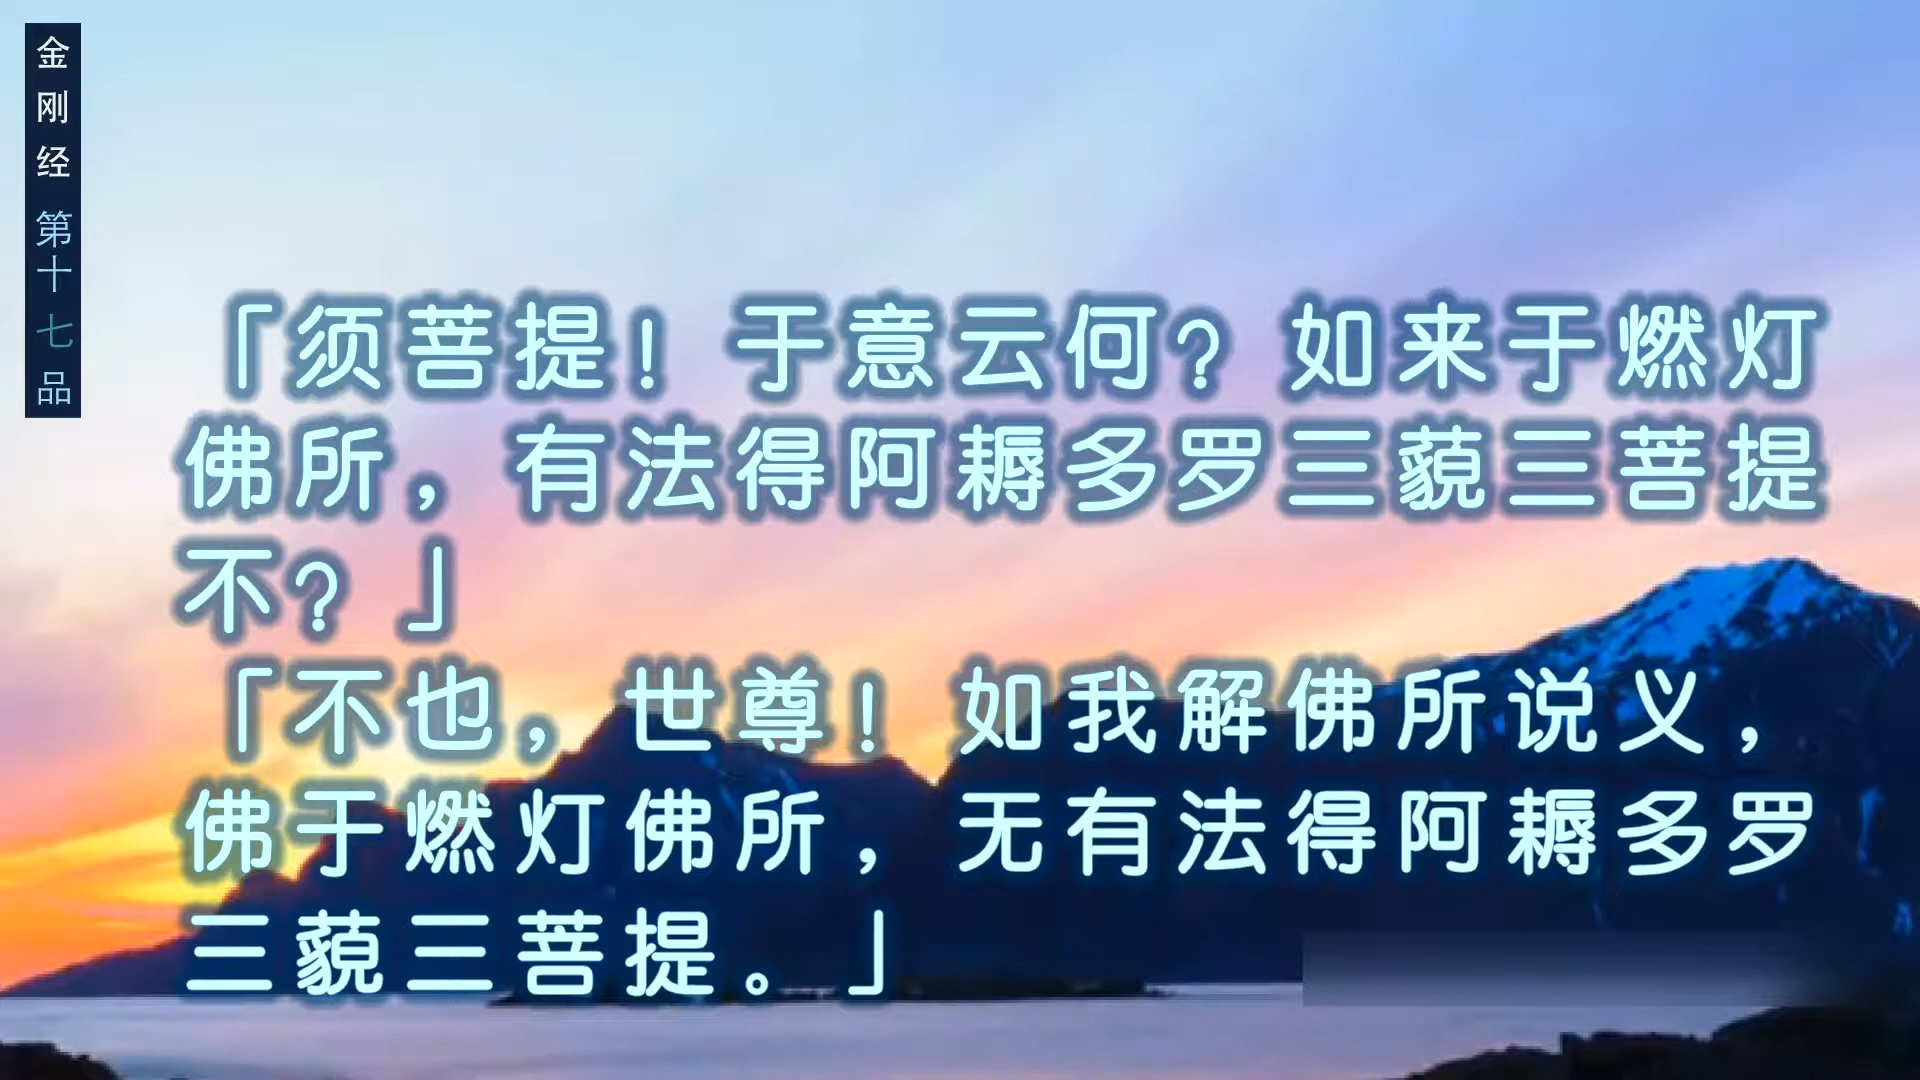 金刚经 第十七品
「须菩提！于意云何？如来于燃灯
佛所，有法得阿耨多罗三藐三菩提
不？」
「不也，世尊！如我解佛所说义，
佛于燃灯佛所，无有法得阿耨多罗
三藐三菩提。」